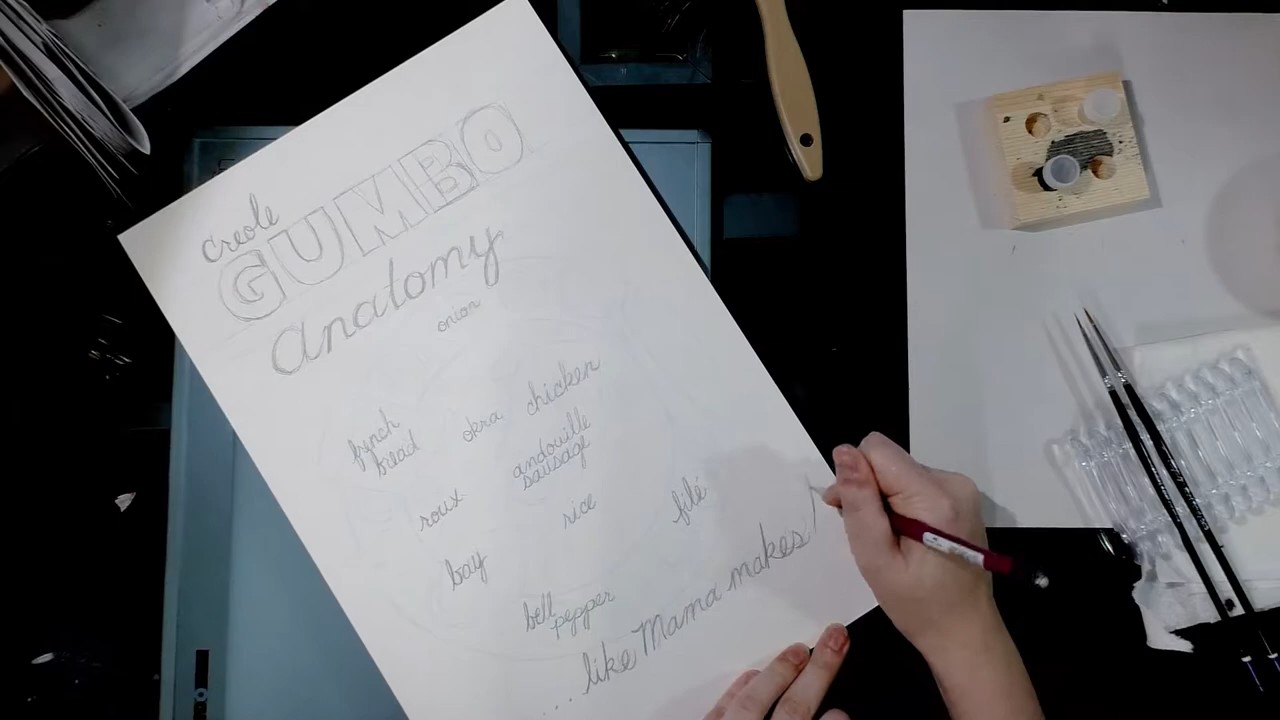 creole
GUMBO
anatomy
onion
french
bread
okra
chicken
andouille
sausage
roux
rice
filé
bay
bell
pepper
... like Mama makes!